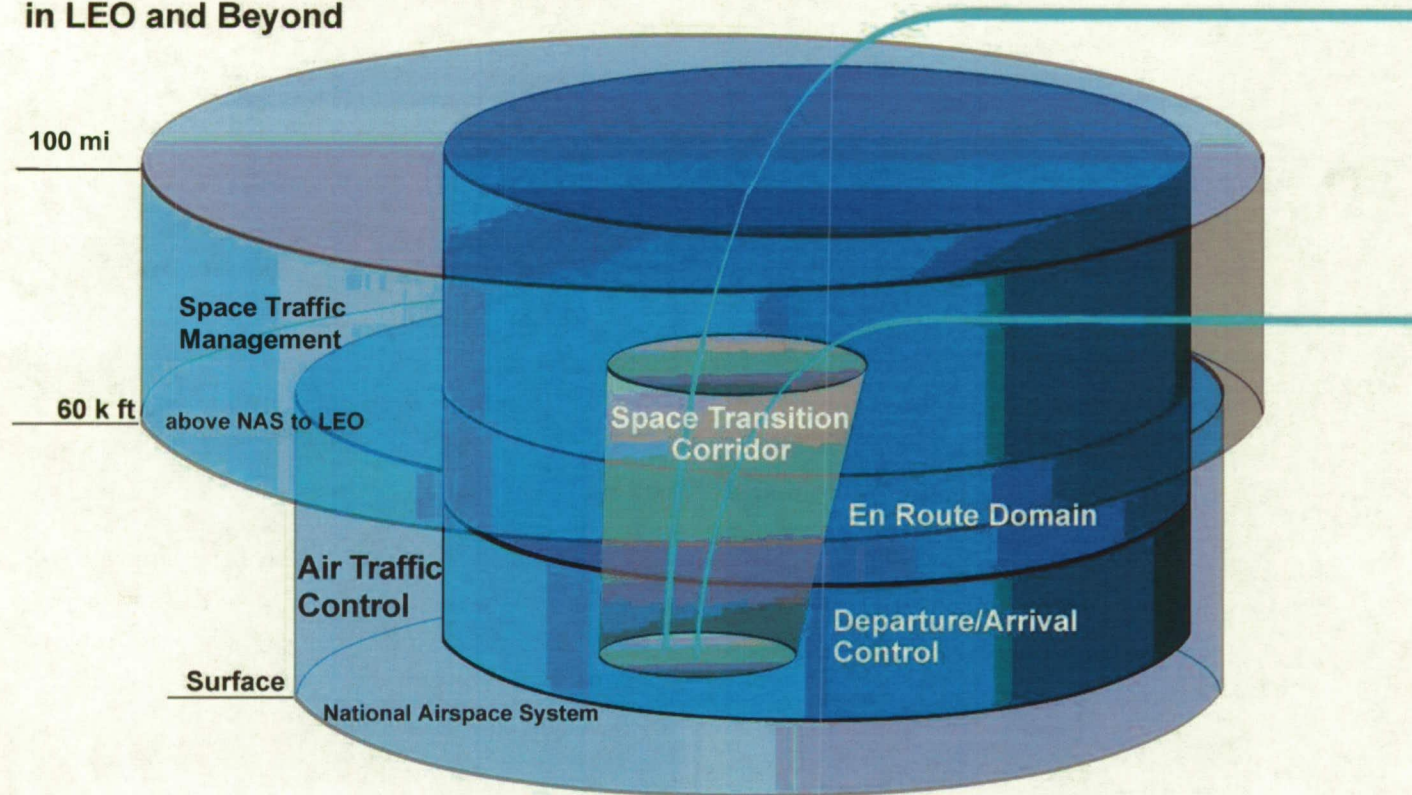 in LEO and Beyond
100 mi
Space Traffic
Management
60 k ft
above NAS to LEO
Space Transition
Corridor
En Route Domain
Air Traffic
Control
Departure/Arrival
Control
Surface
National Airspace System